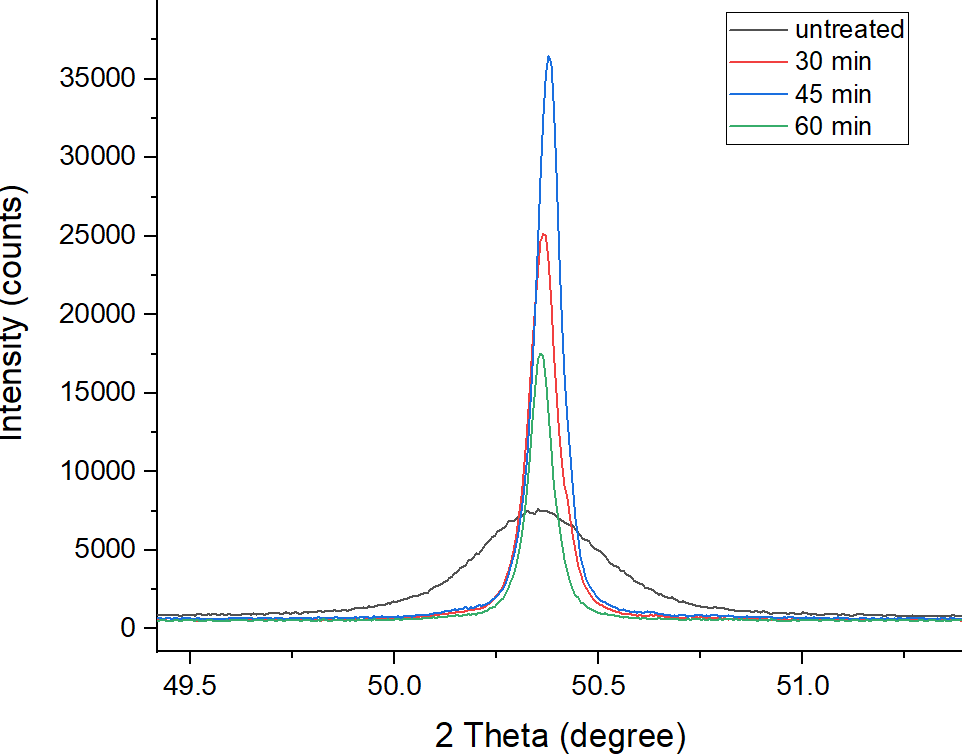 untreated
30 min
45 min
60 min
35000
30000
25000
20000
15000
10000
5000
0
Intensity (counts)
49.5 50.0 50.5 51.0
2 Theta (degree)